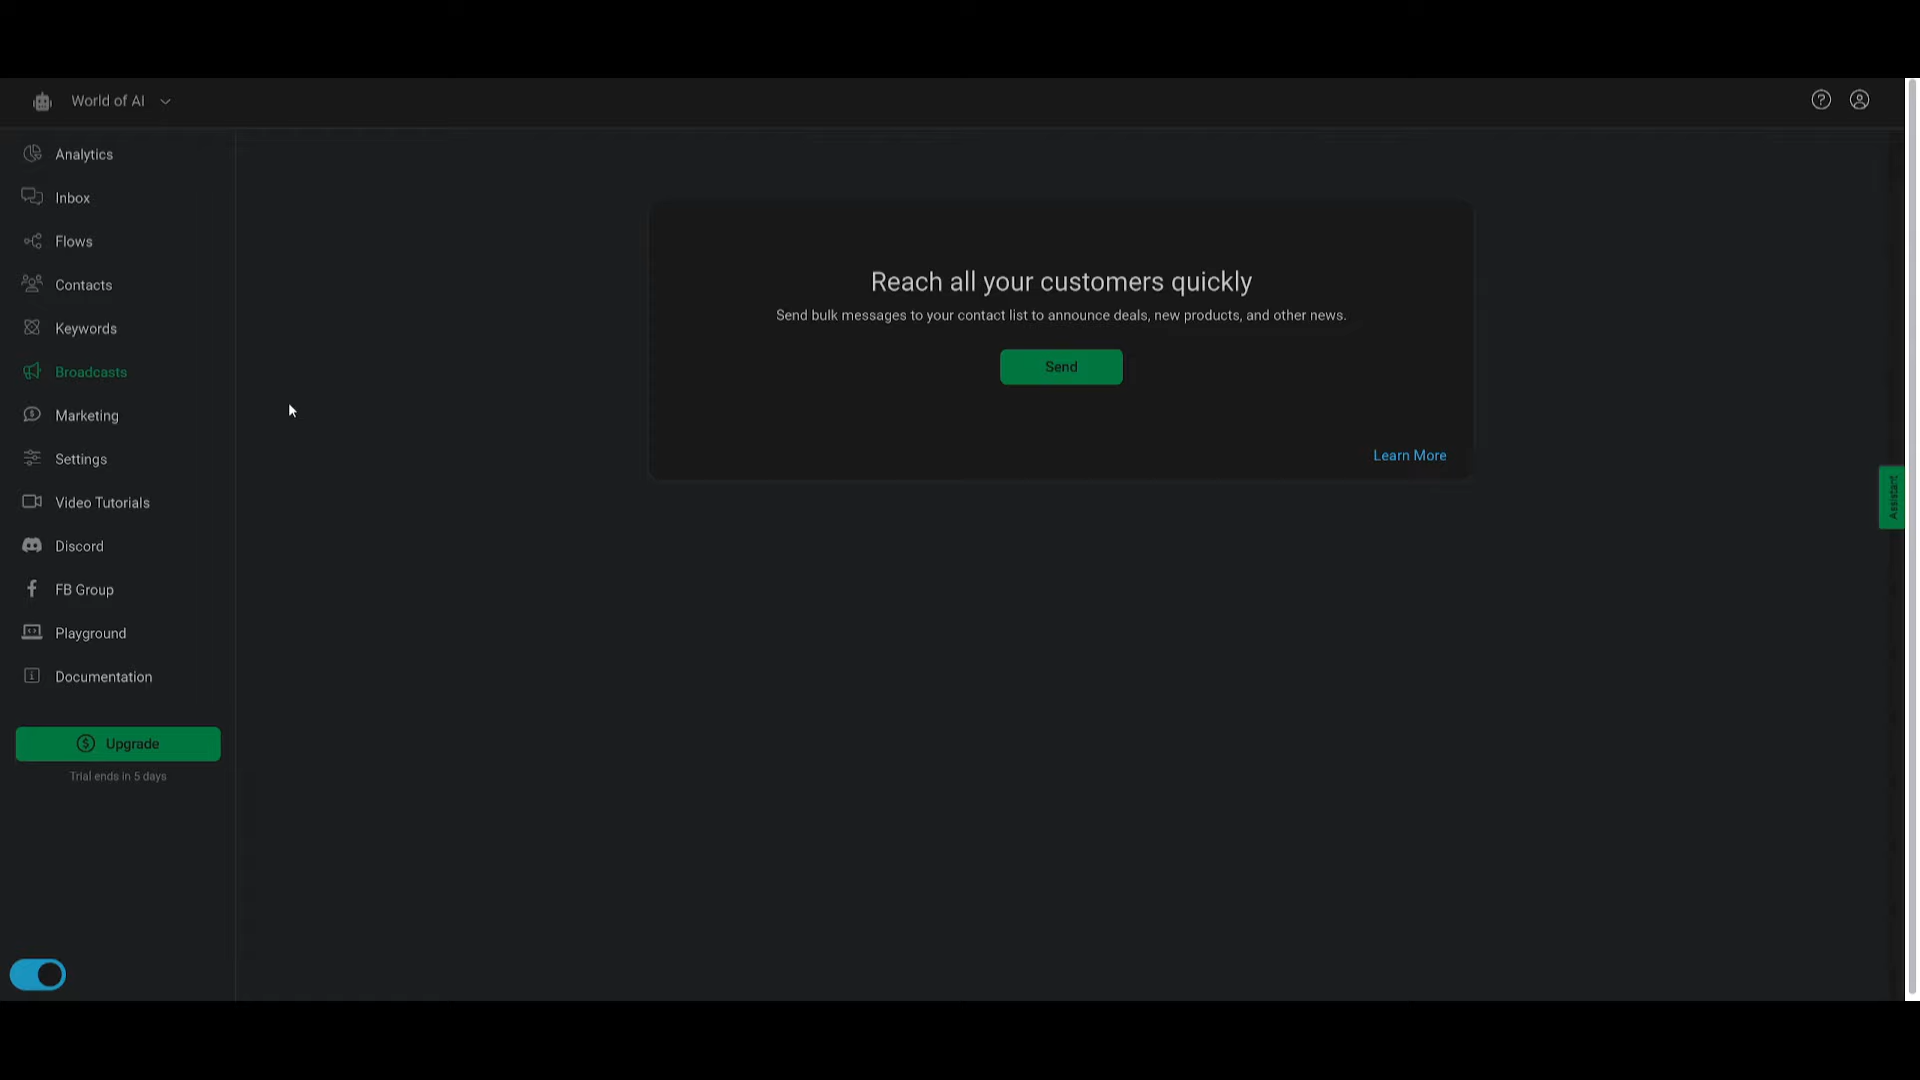 World of AI
Analytics
Inbox
Flows
Contacts
Keywords
Broadcasts
Marketing
Settings
Video Tutorials
Discord
FB Group
Playground
Documentation
Upgrade
Trial ends in 5 days
Reach all your customers quickly
Send bulk messages to your contact list to announce deals, new products, and other news.
Send
Learn More
Assistant